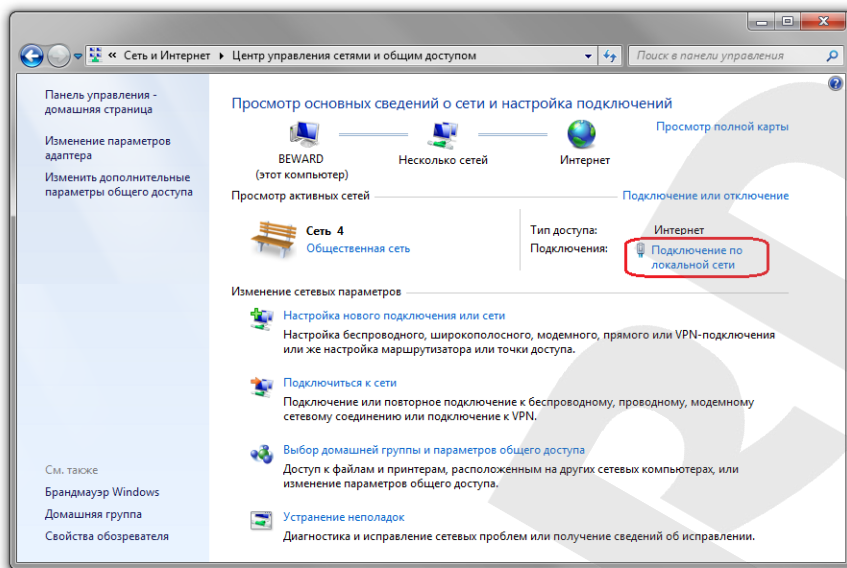 « Сеть и Интернет ▸ Центр управления сетями и общим доступом
Поиск в панели управления
Панель управления -
домашняя страница
Изменение параметров
адаптера
Изменить дополнительные
параметры общего доступа
Просмотр основных сведений о сети и настройка подключений
BEWARD
(этот компьютер)
Несколько сетей
Интернет
Просмотр полной карты
Просмотр активных сетей
Подключение или отключение
Сеть 4
Общественная сеть
Тип доступа: Интернет
Подключения: Подключение по
локальной сети
Изменение сетевых параметров
Настройка нового подключения или сети
Настройка беспроводного, широкополосного, модемного, прямого или VPN-подключения
или же настройка маршрутизатора или точки доступа.
Подключиться к сети
Подключение или повторное подключение к беспроводному, проводному, модемному
сетевому соединению или подключение к VPN.
Выбор домашней группы и параметров общего доступа
Доступ к файлам и принтерам, расположенным на других сетевых компьютерах, или
изменение параметров общего доступа.
Устранение неполадок
Диагностика и исправление сетевых проблем или получение сведений об исправлении.
См. также
Брандмауэр Windows
Домашняя группа
Свойства обозревателя